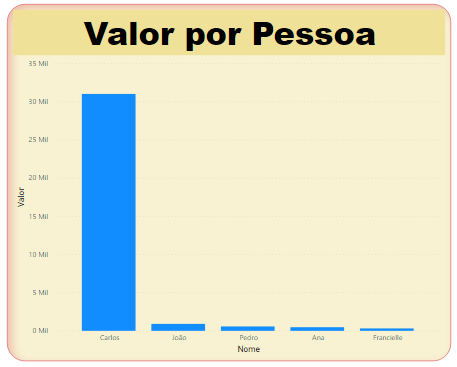 Valor por Pessoa
35 Mil
30 Mil
25 Mil
20 Mil
15 Mil
10 Mil
5 Mil
0 Mil
Valor
Carlos João Pedro Ana Francielle
Nome